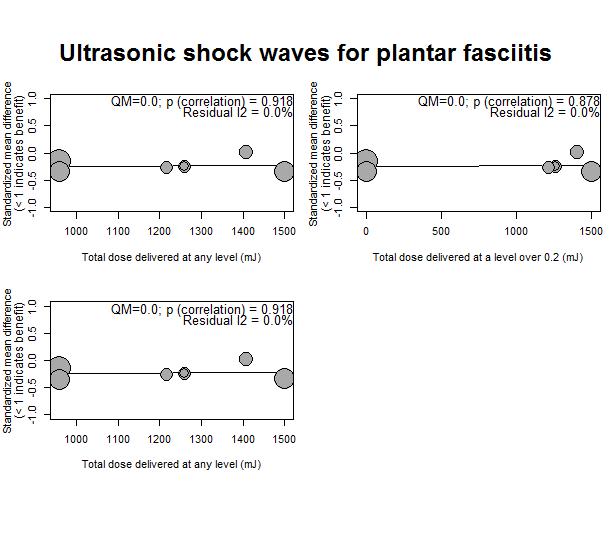 Ultrasonic shock waves for plantar fasciitis
Standardized mean difference
(< 1 indicates benefit)
1.0
0.5
0.0
-0.5
-1.0
QM=0.0; p (correlation) = 0.918
Residual I2 = 0.0%
1000 1100 1200 1300 1400 1500
Total dose delivered at any level (mJ)
Standardized mean difference
(< 1 indicates benefit)
1.0
0.5
0.0
-0.5
-1.0
QM=0.0; p (correlation) = 0.878
Residual I2 = 0.0%
0 500 1000 1500
Total dose delivered at a level over 0.2 (mJ)
Standardized mean difference
(< 1 indicates benefit)
1.0
0.5
0.0
-0.5
-1.0
QM=0.0; p (correlation) = 0.918
Residual I2 = 0.0%
1000 1100 1200 1300 1400 1500
Total dose delivered at any level (mJ)